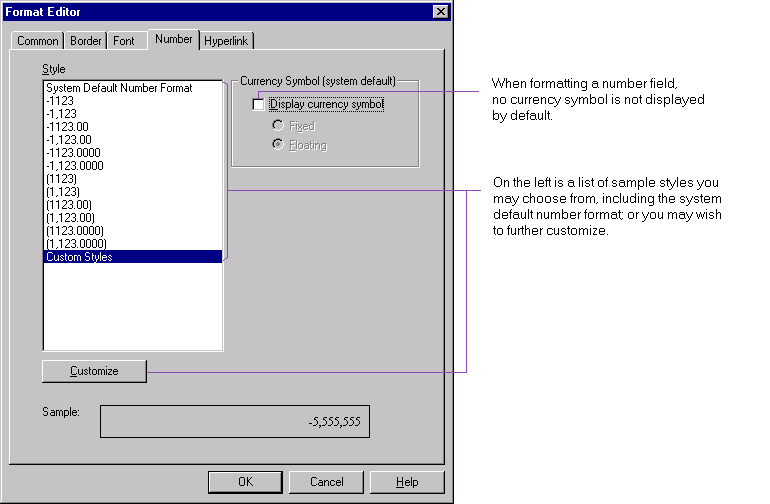 Format Editor
Common Border Font Number Hyperlink
Style
System Default Number Format
-1123
-1,123
-1123.00
-1,123.00
-1123.0000
-1,123.0000
(1123)
(1,123)
(1123.00)
(1,123.00)
(1123.0000)
(1,123.0000)
Custom Styles
Currency Symbol (system default)
Display currency symbol
Fixed
Floating
When formatting a number field,
no currency symbol is not displayed
by default.
On the left is a list of sample styles you
may choose from, including the system
default number format; or you may wish
to further customize.
Customize
Sample:
-5,555,555
OK Cancel Help